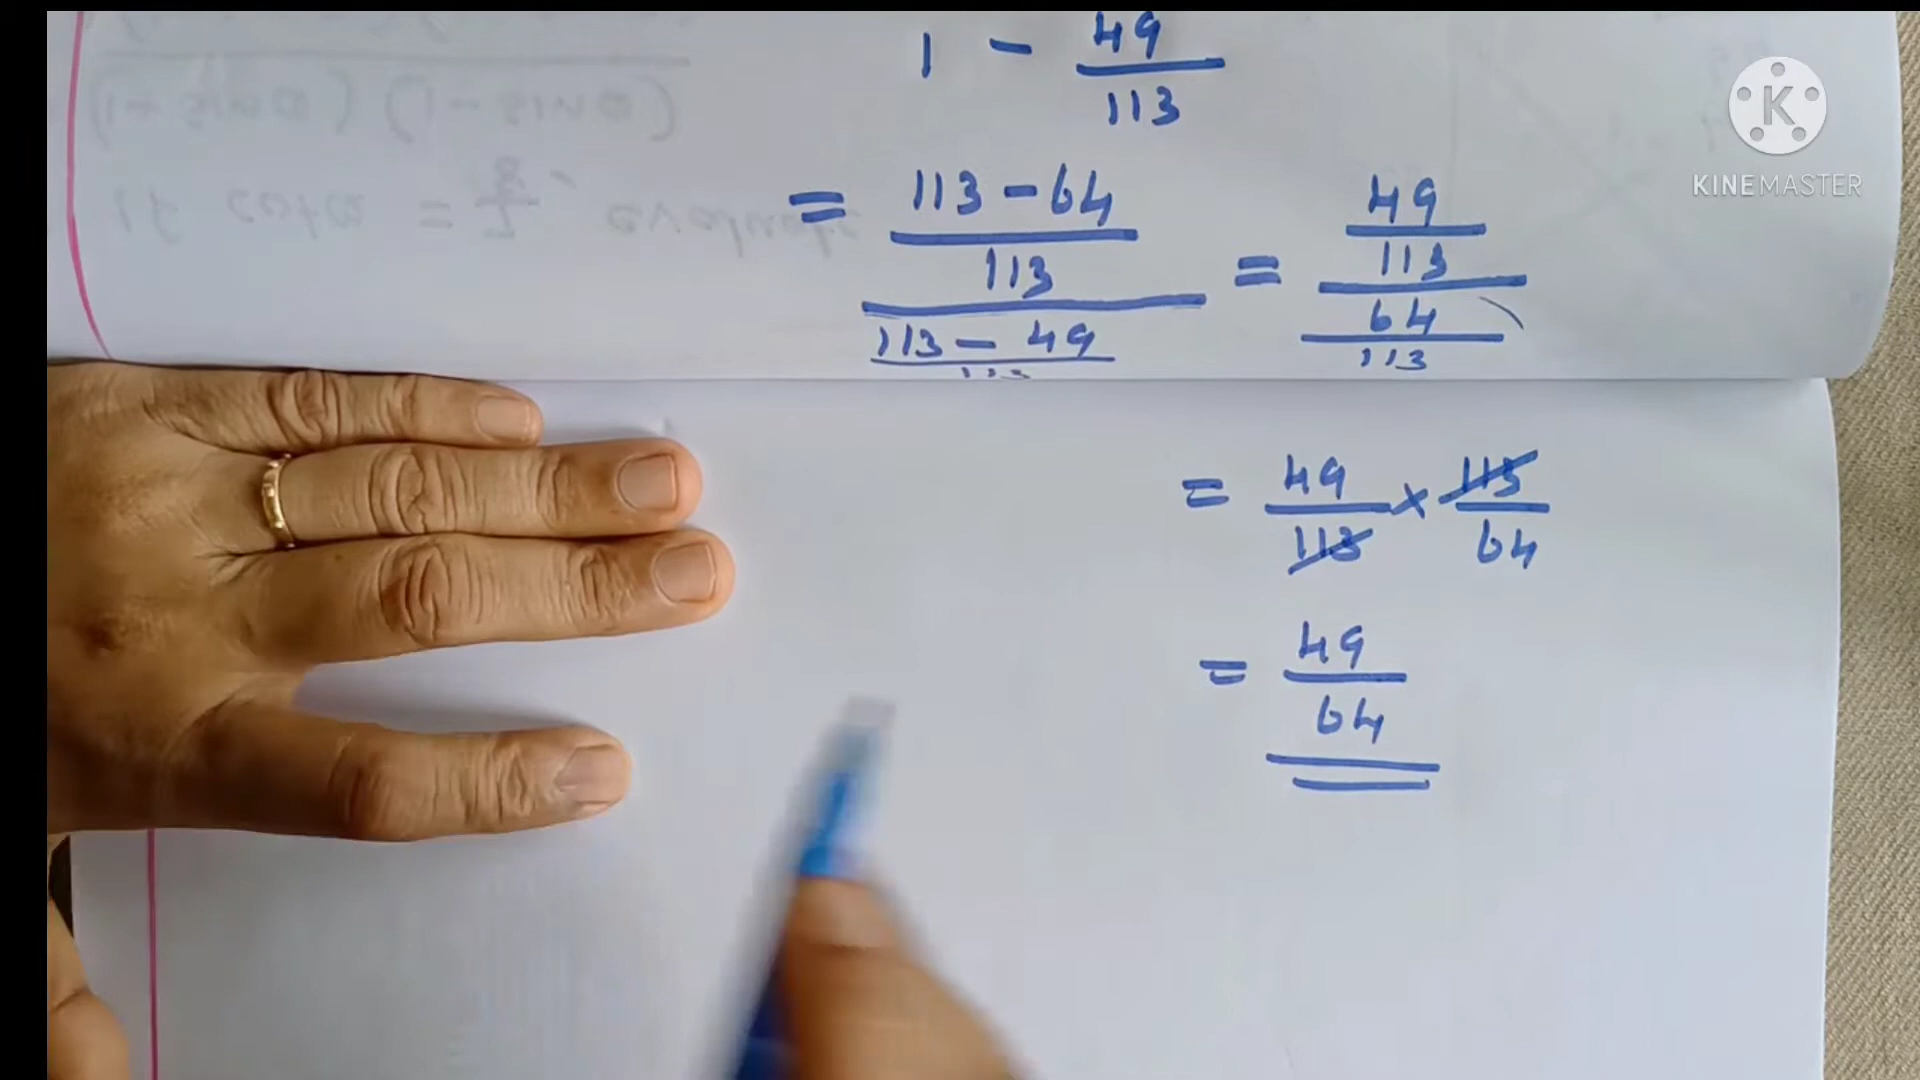 1 - 49/113
= (113 - 64)/113 / (113 - 49)/113 = 49/113 / 64/113
= 49/113 × 113/64
= 49/64
KINEMASTER